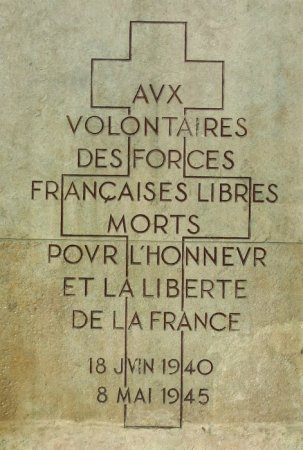 AVX
VOLONTAIRES
DES FORCES
FRANÇAISES LIBRES
MORTS
POVR L'HONNEVR
ET LA LIBERTE
DE LA FRANCE
18 JVIN 1940
8 MAI 1945